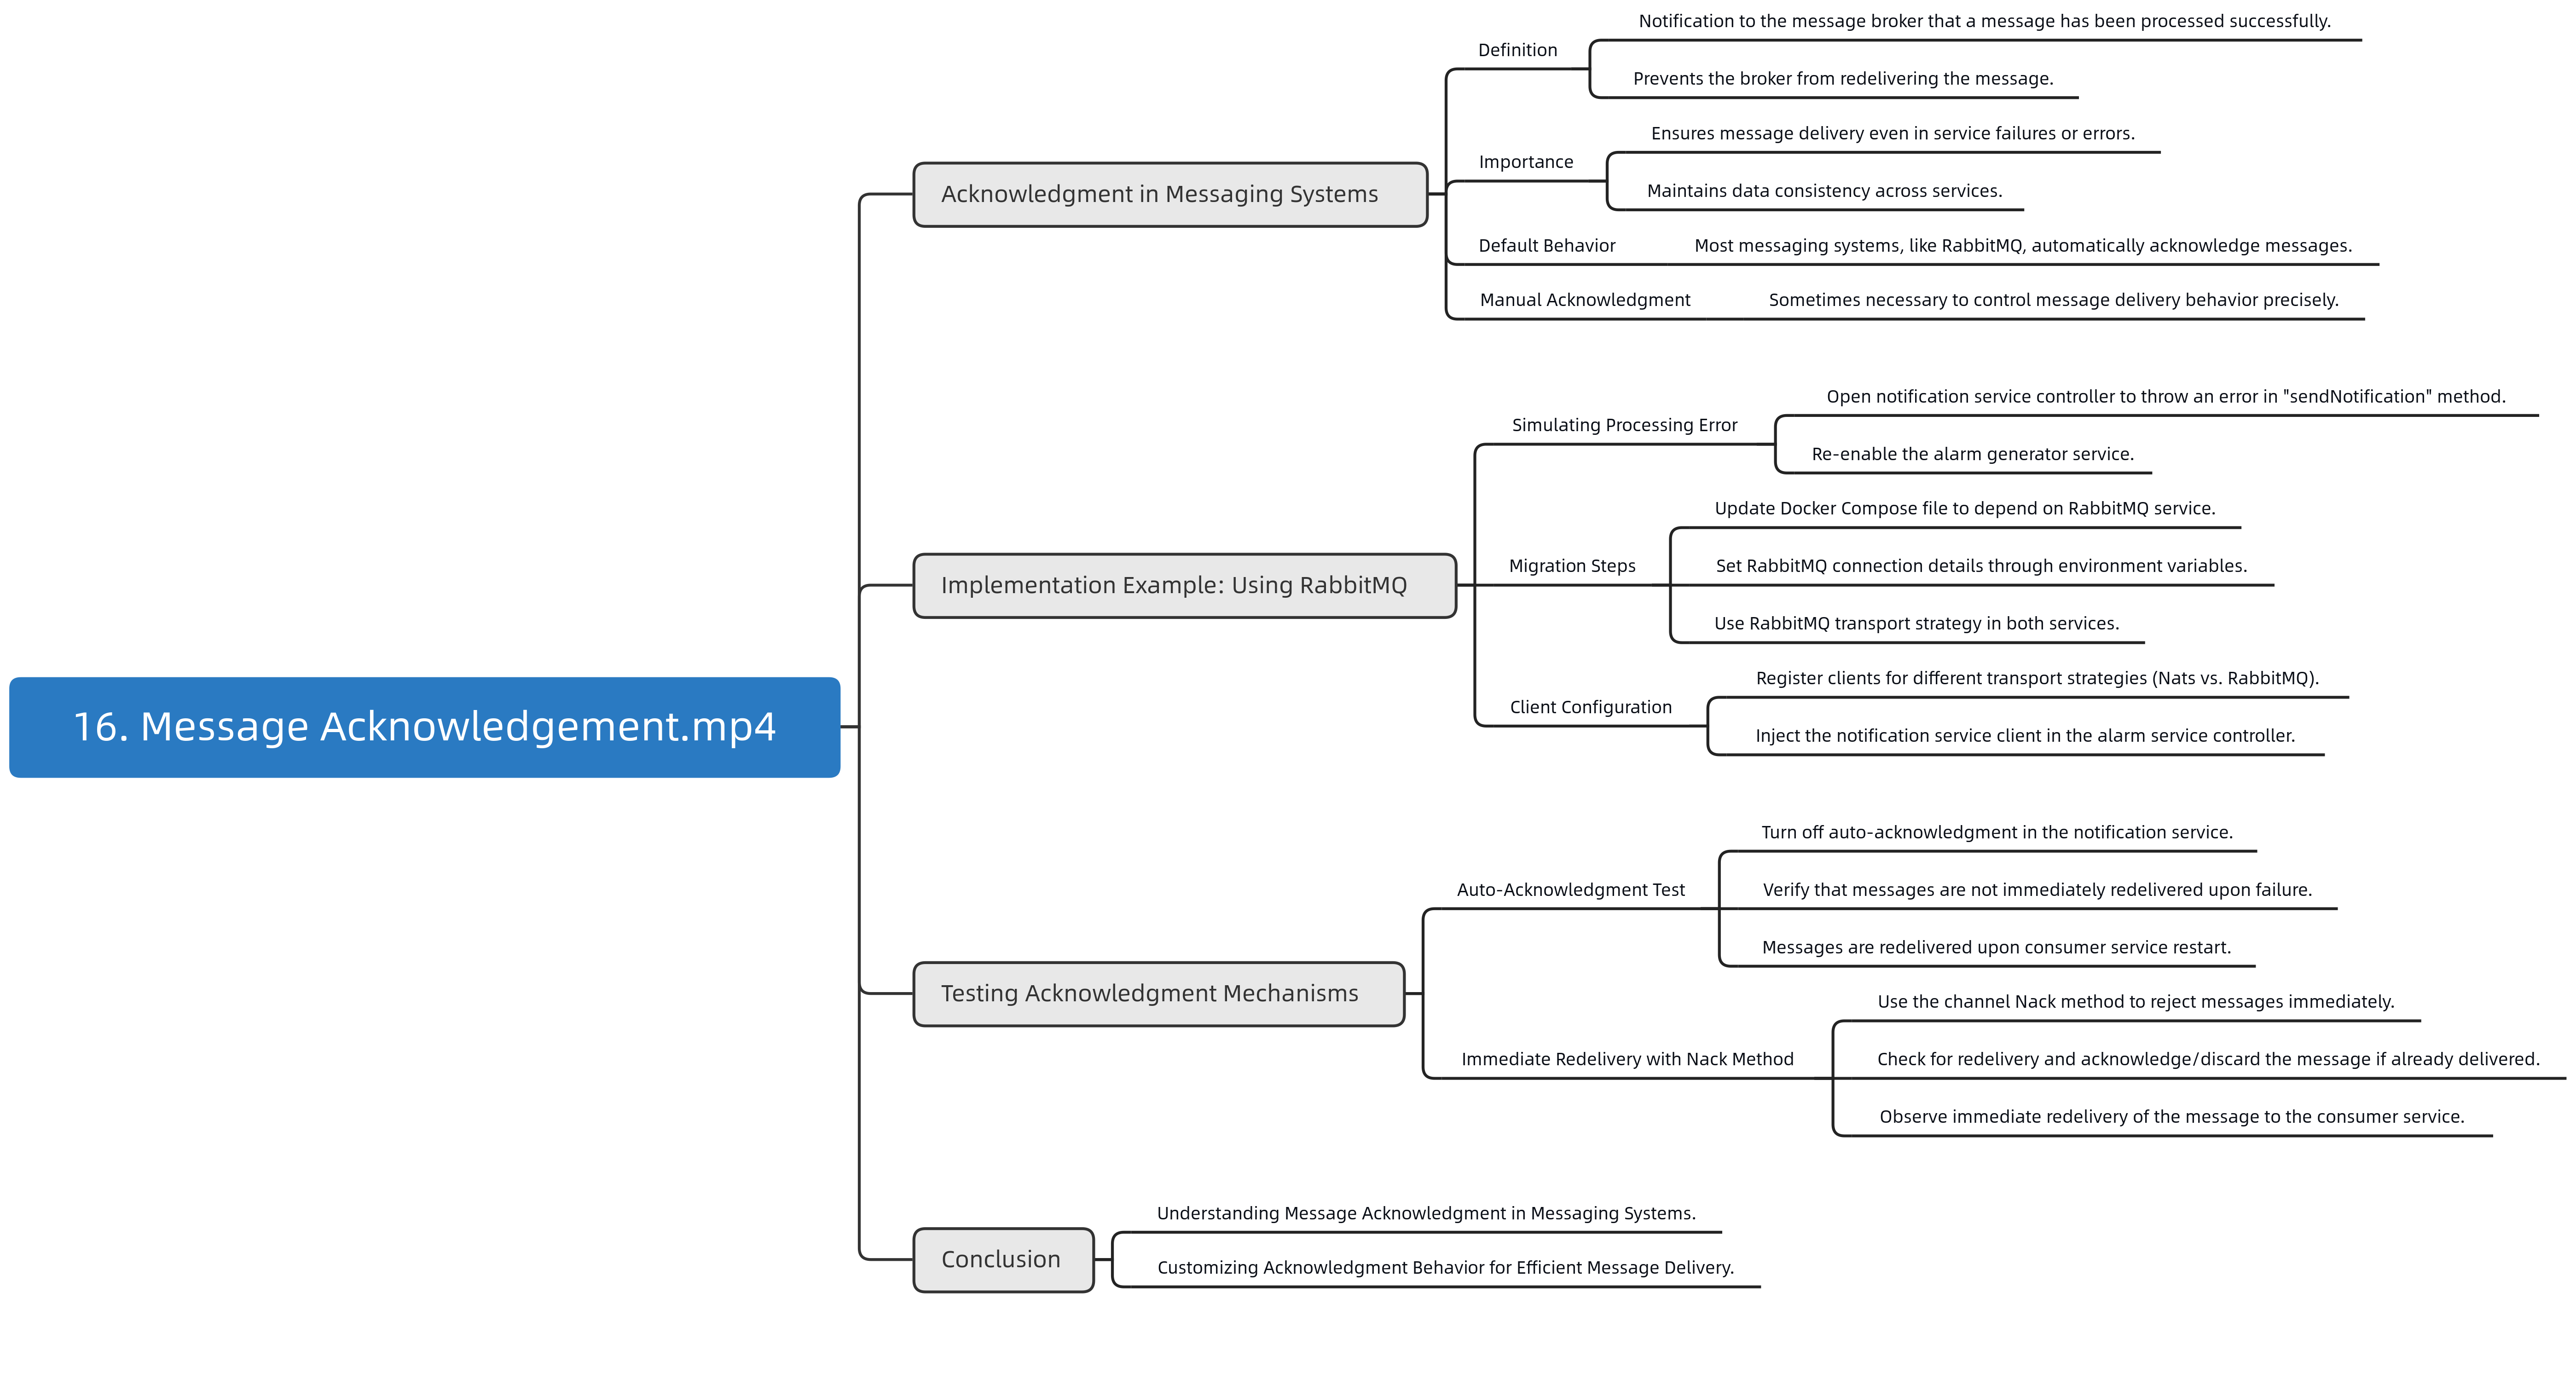 16. Message Acknowledgement.mp4
Acknowledgment in Messaging Systems
Definition
Notification to the message broker that a message has been processed successfully.
Prevents the broker from redelivering the message.
Importance
Ensures message delivery even in service failures or errors.
Maintains data consistency across services.
Default Behavior
Most messaging systems, like RabbitMQ, automatically acknowledge messages.
Manual Acknowledgment
Sometimes necessary to control message delivery behavior precisely.
Implementation Example: Using RabbitMQ
Simulating Processing Error
Open notification service controller to throw an error in "sendNotification" method.
Re-enable the alarm generator service.
Migration Steps
Update Docker Compose file to depend on RabbitMQ service.
Set RabbitMQ connection details through environment variables.
Use RabbitMQ transport strategy in both services.
Client Configuration
Register clients for different transport strategies (Nats vs. RabbitMQ).
Inject the notification service client in the alarm service controller.
Testing Acknowledgment Mechanisms
Auto-Acknowledgment Test
Turn off auto-acknowledgment in the notification service.
Verify that messages are not immediately redelivered upon failure.
Messages are redelivered upon consumer service restart.
Immediate Redelivery with Nack Method
Use the channel Nack method to reject messages immediately.
Check for redelivery and acknowledge/discard the message if already delivered.
Observe immediate redelivery of the message to the consumer service.
Conclusion
Understanding Message Acknowledgment in Messaging Systems.
Customizing Acknowledgment Behavior for Efficient Message Delivery.